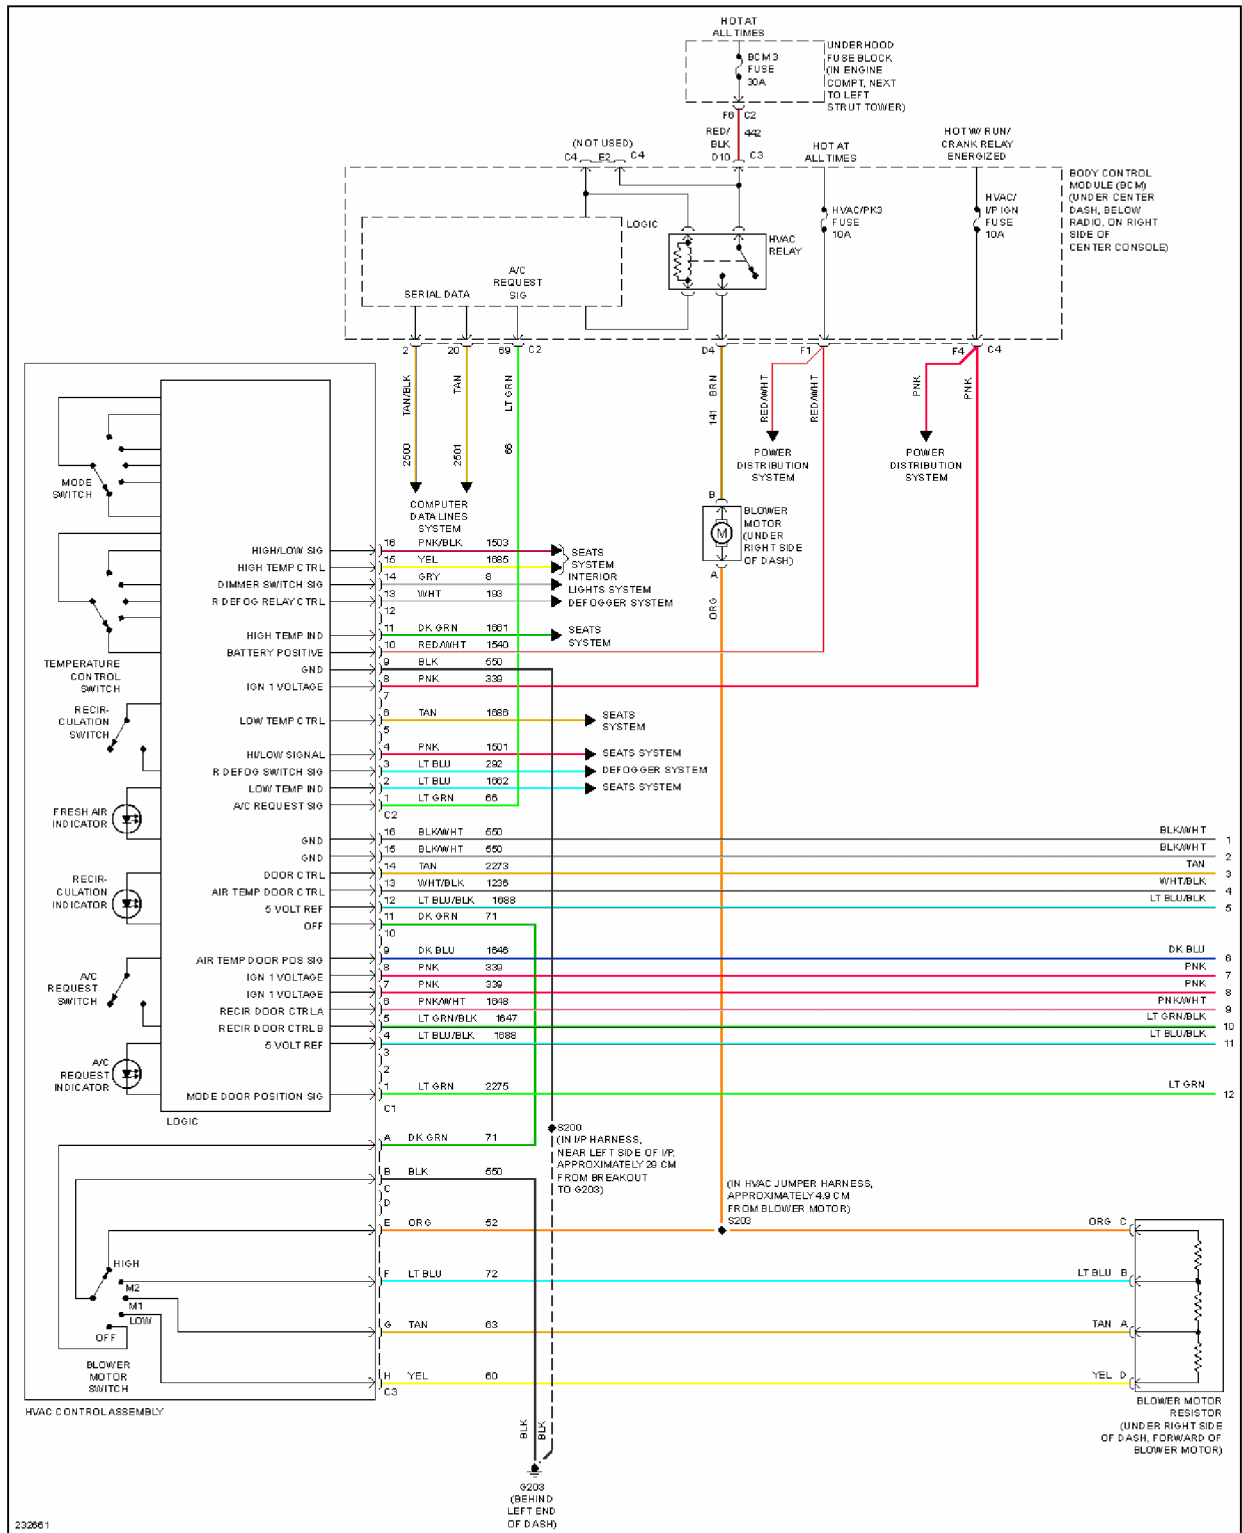 HOT AT
ALL TIMES
BCM 3
FUSE
30A
UNDERHOOD
FUSE BLOCK
(IN ENGINE
COMPT, NEXT
TO LEFT
STRUT TOWER)
F6 C2
RED/
BLK
442
D10 C3
(NOT USED)
C4 E2 C4
HOT AT
ALL TIMES
HOT W/ RUN/
CRANK RELAY
ENERGIZED
BODY CONTROL
MODULE (BCM)
(UNDER CENTER
DASH, BELOW
RADIO, ON RIGHT
SIDE OF
CENTER CONSOLE)
LOGIC
HVAC
RELAY
HVAC/PK3
FUSE
10A
HVAC/
I/P IGN
FUSE
10A
SERIAL DATA
A/C
REQUEST
SIG
2 20 69 C2 D4 F1 F4 C4
TAN/BLK
TAN
LT GRN
BRN
RED/WHT
RED/WHT
PNK
PNK
2500
2501
66
141
COMPUTER
DATA LINES
SYSTEM
POWER
DISTRIBUTION
SYSTEM
POWER
DISTRIBUTION
SYSTEM
B
M
A
BLOWER
MOTOR
(UNDER
RIGHT SIDE
OF DASH)
ORG
MODE
SWITCH
TEMPERATURE
CONTROL
SWITCH
RECIR-
CULATION
SWITCH
FRESH AIR
INDICATOR
RECIR-
CULATION
INDICATOR
A/C
REQUEST
SWITCH
A/C
REQUEST
INDICATOR
HIGH/LOW SIG 16 PNK/BLK 1503
HIGH TEMP CTRL 15 YEL 1685
SEATS
SYSTEM
DIMMER SWITCH SIG 14 GRY 8 INTERIOR
LIGHTS SYSTEM
R DEFOG RELAY CTRL 13 WHT 193 DEFOGGER SYSTEM
12
HIGH TEMP IND 11 DK GRN 1661 SEATS
SYSTEM
BATTERY POSITIVE 10 RED/WHT 1540
GND 9 BLK 550
IGN 1 VOLTAGE 8 PNK 339
7
LOW TEMP CTRL 6 TAN 1686 SEATS
SYSTEM
5
HI/LOW SIGNAL 4 PNK 1501 SEATS SYSTEM
R DEFOG SWITCH SIG 3 LT BLU 292 DEFOGGER SYSTEM
LOW TEMP IND 2 LT BLU 1662 SEATS SYSTEM
A/C REQUEST SIG 1 LT GRN 66
C2
GND 16 BLK/WHT 550 BLK/WHT 1
GND 15 BLK/WHT 550 BLK/WHT 2
DOOR CTRL 14 TAN 2273 TAN 3
AIR TEMP DOOR CTRL 13 WHT/BLK 1236 WHT/BLK 4
5 VOLT REF 12 LT BLU/BLK 1688 LT BLU/BLK 5
OFF 11 DK GRN 71
10
AIR TEMP DOOR POS SIG 9 DK BLU 1646 DK BLU 6
IGN 1 VOLTAGE 8 PNK 339 PNK 7
IGN 1 VOLTAGE 7 PNK 339 PNK 8
RECIR DOOR CTRL A 6 PNK/WHT 1648 PNK/WHT 9
RECIR DOOR CTRL B 5 LT GRN/BLK 1647 LT GRN/BLK 10
5 VOLT REF 4 LT BLU/BLK 1688 LT BLU/BLK 11
3
2
MODE DOOR POSITION SIG 1 LT GRN 2275 LT GRN 12
C1
LOGIC
A DK GRN 71
B BLK 550
C
D
E ORG 52
F LT BLU 72
G TAN 63
H YEL 60
C3
S200
(IN I/P HARNESS,
NEAR LEFT SIDE OF I/P,
APPROXIMATELY 29 CM
FROM BREAKOUT
TO G203)
(IN HVAC JUMPER HARNESS,
APPROXIMATELY 4.9 CM
FROM BLOWER MOTOR)
S203
ORG C
LT BLU B
TAN A
YEL D
HIGH
M2
M1
LOW
OFF
BLOWER
MOTOR
SWITCH
HVAC CONTROL ASSEMBLY
BLOWER MOTOR
RESISTOR
(UNDER RIGHT SIDE
OF DASH, FORWARD OF
BLOWER MOTOR)
BLK
BLK
G203
(BEHIND
LEFT END
OF DASH)
232661